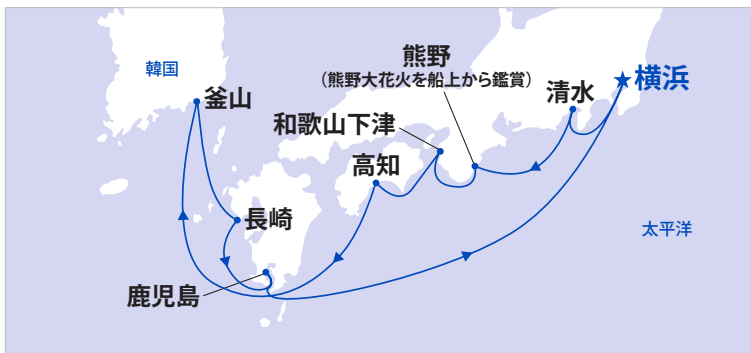 韓国
釜山
熊野
（熊野大花火を船上から鑑賞）
横浜
清水
和歌山下津
高知
長崎
太平洋
鹿児島